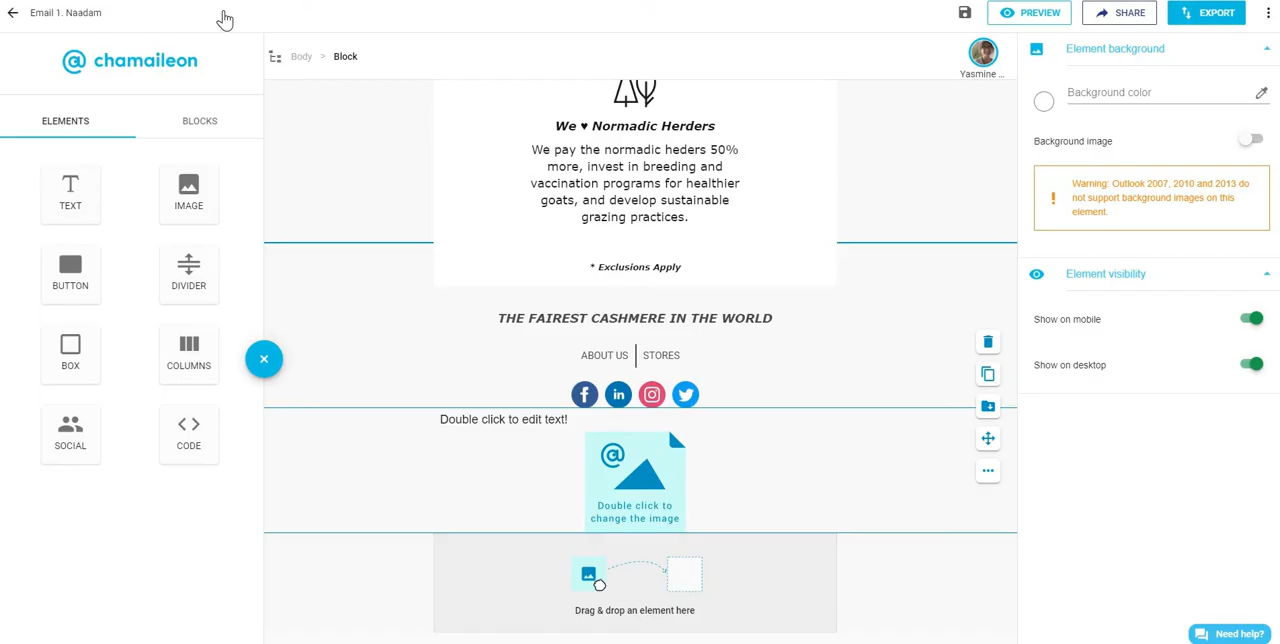 Email 1. Naadam
PREVIEW
SHARE
EXPORT
@ chamaileon
Body > Block
Yasmine ...
Element background
ELEMENTS
BLOCKS
Background color
Background image
Warning: Outlook 2007, 2010 and 2013 do
not support background images on this
element.
TEXT
IMAGE
BUTTON
DIVIDER
BOX
COLUMNS
SOCIAL
CODE
We ♥ Normadic Herders
We pay the normadic heders 50%
more, invest in breeding and
vaccination programs for healthier
goats, and develop sustainable
grazing practices.
* Exclusions Apply
THE FAIREST CASHMERE IN THE WORLD
ABOUT US
STORES
Double click to edit text!
@
Double click to
change the image
Drag & drop an element here
Element visibility
Show on mobile
Show on desktop
Need help?